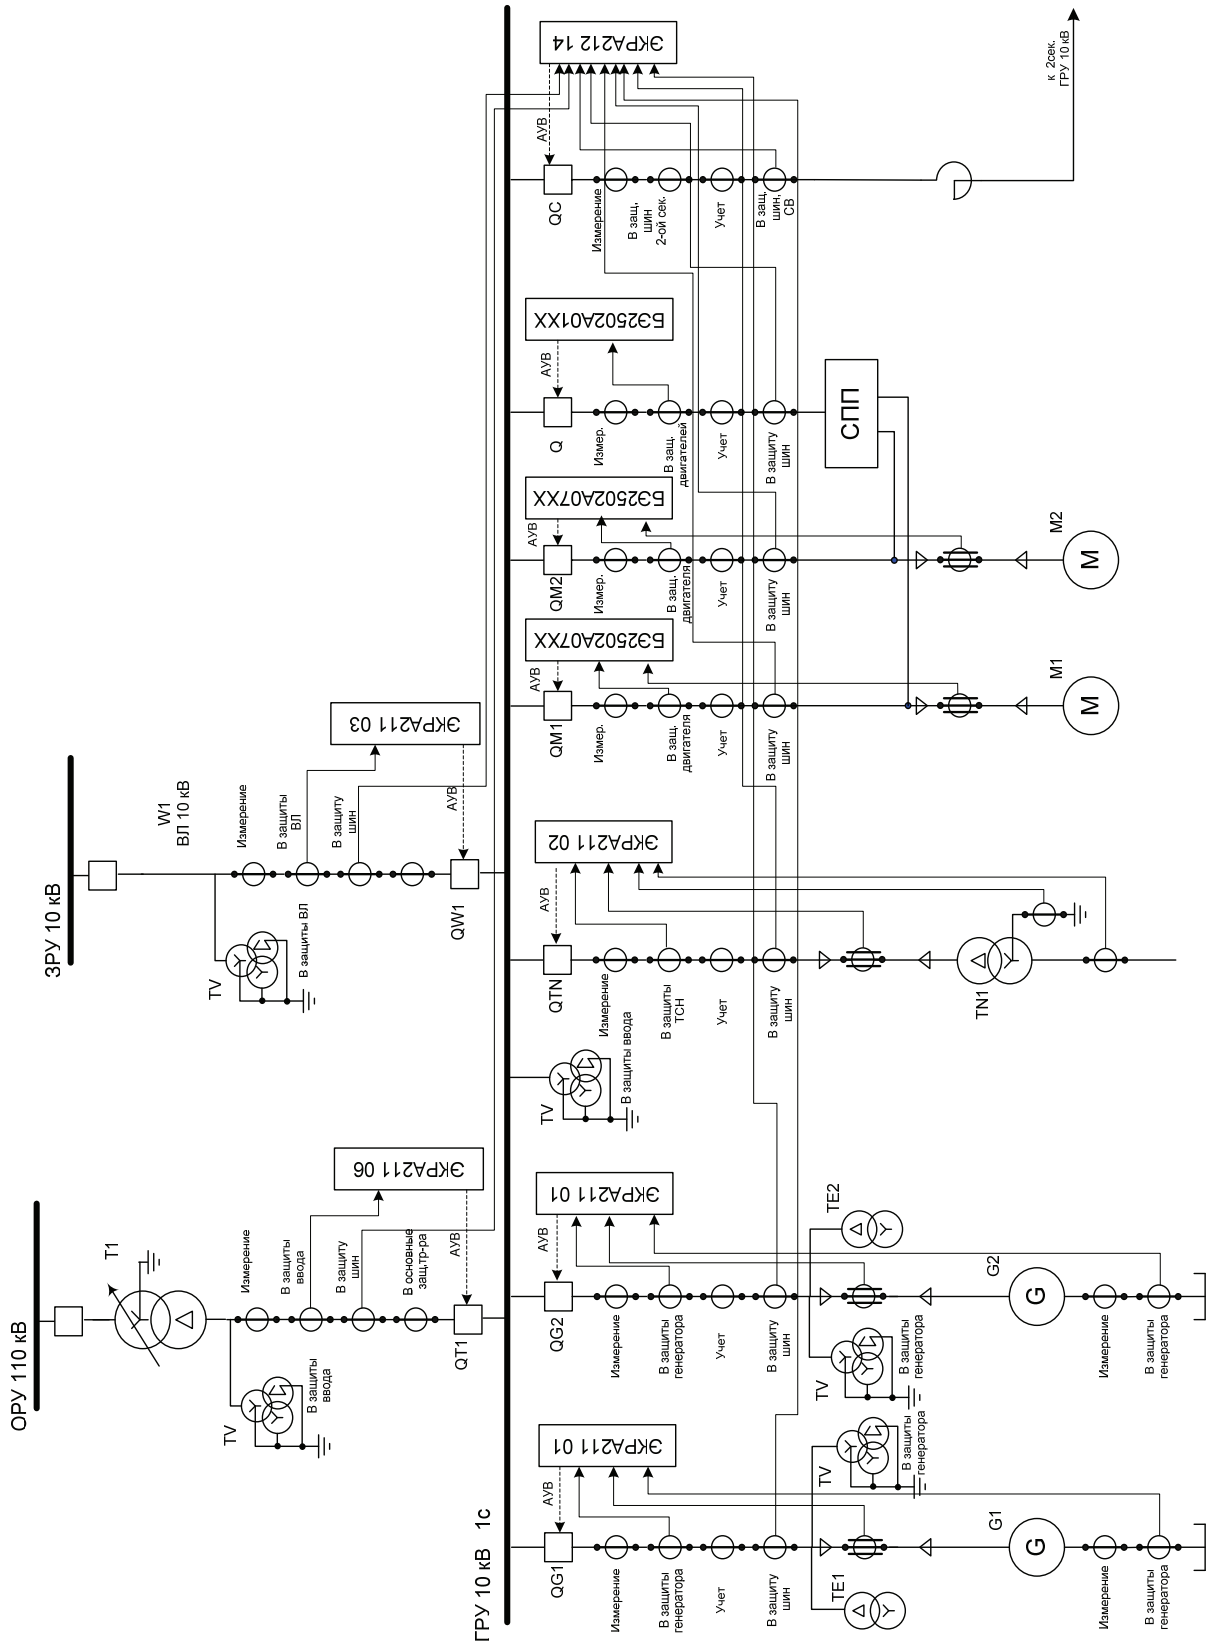 ОРУ 110 кВ
T1
TV
В защиты
ввода
Измерение
В защиты
ввода
В защиту
шин
В основные
защ.тр-ра
QT1
АУВ
ЭКРА211 06
ЗРУ 10 кВ
W1
ВЛ 10 кВ
TV
В защиты ВЛ
Измерение
В защиты
ВЛ
В защиту
шин
QW1
АУВ
ЭКРА211 03
ГРУ 10 кВ 1с
QG1
АУВ
ЭКРА211 01
Измерение
В защиты
генератора
Учет
В защиту
шин
TE1
TV
В защиты
генератора
G1
G
Измерение
В защиты
генератора
QG2
АУВ
ЭКРА211 01
Измерение
В защиты
генератора
Учет
В защиту
шин
TE2
TV
В защиты
генератора
G2
G
Измерение
В защиты
генератора
TV
В защиты ввода
QTN
АУВ
ЭКРА211 02
Измерение
В защиты
ТСН
Учет
В защиту
шин
TN1
QM1
АУВ
БЭ2502А07ХХ
Измер.
В защ.
двигателя
Учет
В защиту
шин
M1
M
QM2
АУВ
БЭ2502А07ХХ
Измер.
В защ.
двигателя
Учет
В защиту
шин
M2
M
Q
АУВ
БЭ2502А01ХХ
Измер.
В защ.
двигателей
Учет
В защиту
шин
СПП
QC
АУВ
ЭКРА212 14
Измерение
В защ.
шин
2-ой сек.
Учет
В защ.
шин,
СВ
к 2сек.
ГРУ 10 кВ